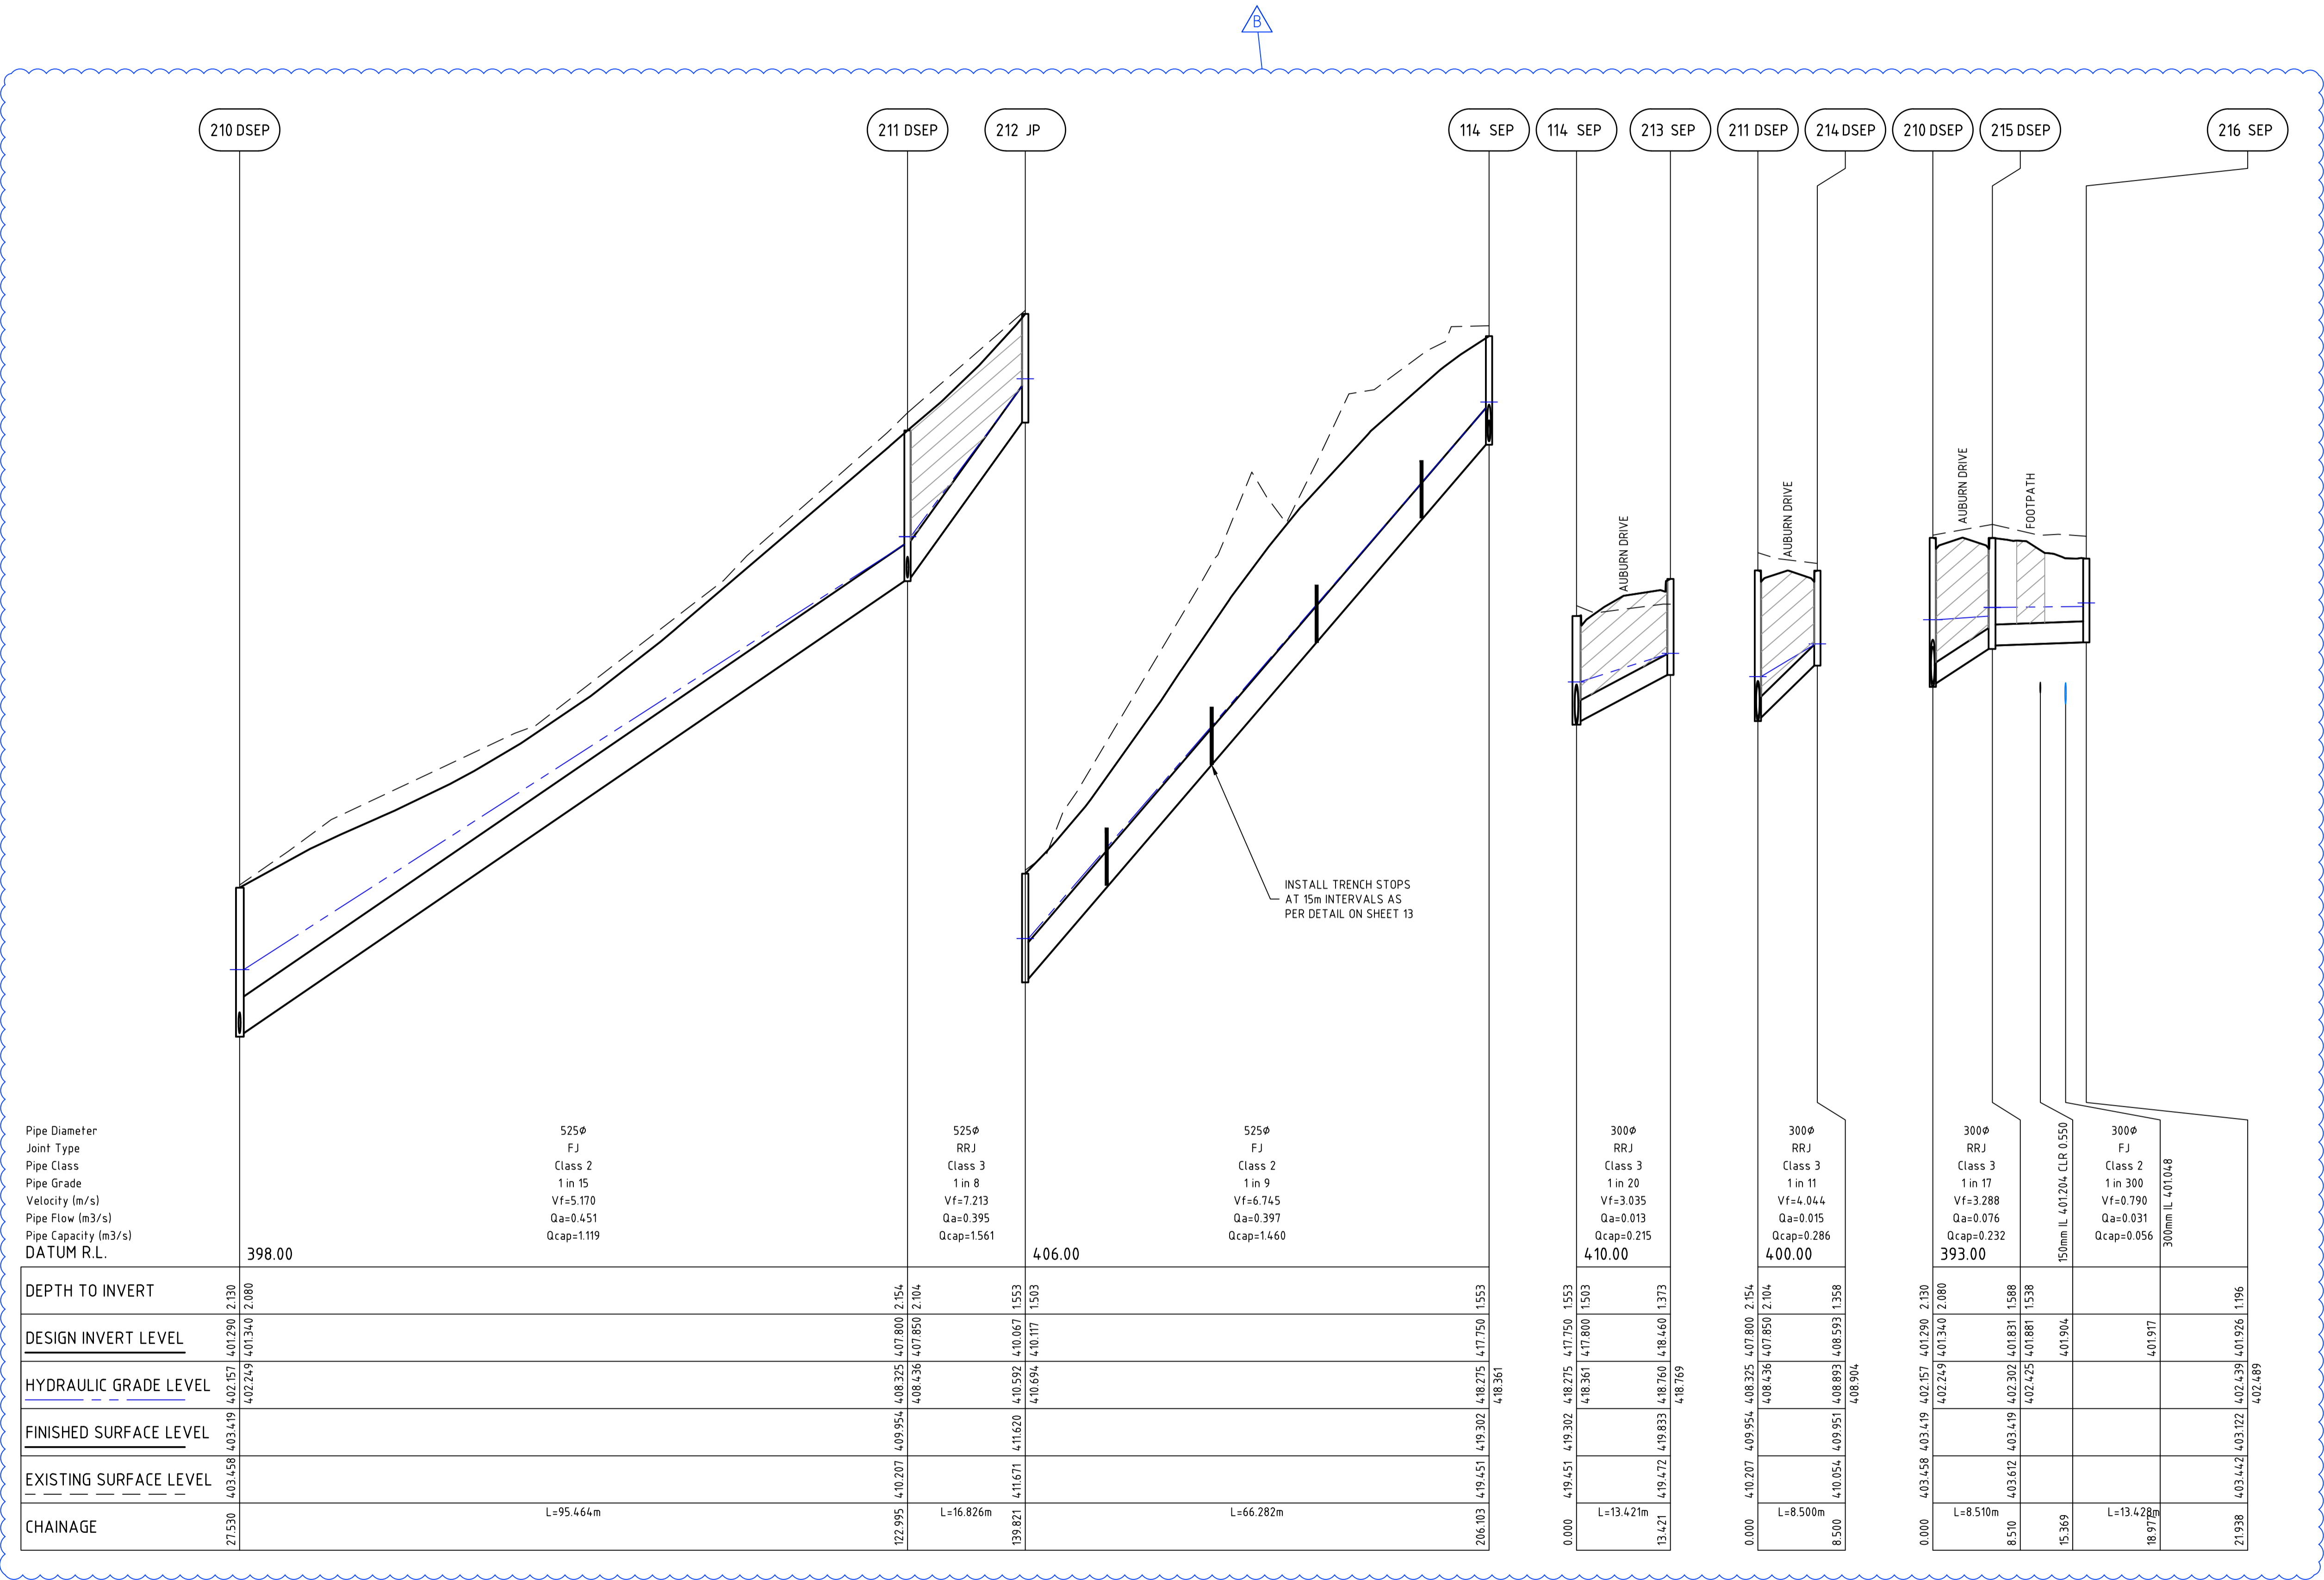 B
210 DSEP
211 DSEP
212 JP
114 SEP
114 SEP
213 SEP
211 DSEP
214 DSEP
210 DSEP
215 DSEP
216 SEP
AUBURN DRIVE
AUBURN DRIVE
AUBURN DRIVE
FOOTPATH
INSTALL TRENCH STOPS
AT 15m INTERVALS AS
PER DETAIL ON SHEET 13
Pipe Diameter 525Ø 525Ø 525Ø 300Ø 300Ø 300Ø 300Ø
Joint Type FJ RRJ FJ RRJ RRJ RRJ FJ
Pipe Class Class 2 Class 3 Class 2 Class 3 Class 3 Class 3 Class 2
Pipe Grade 1 in 15 1 in 8 1 in 9 1 in 20 1 in 11 1 in 17 1 in 300
Velocity (m/s) Vf=5.170 Vf=7.213 Vf=6.745 Vf=3.035 Vf=4.044 Vf=3.288 Vf=0.790
Pipe Flow (m3/s) Qa=0.451 Qa=0.395 Qa=0.397 Qa=0.013 Qa=0.015 Qa=0.076 Qa=0.031
Pipe Capacity (m3/s) Qcap=1.119 Qcap=1.561 Qcap=1.460 Qcap=0.215 Qcap=0.286 Qcap=0.232 Qcap=0.056
150mm IL 401.204 CLR 0.550
300mm IL 401.048
DATUM R.L. 398.00 406.00 410.00 400.00 393.00
DEPTH TO INVERT 2.130 2.080 2.154 2.104 1.553 1.503 1.553 1.553 1.503 1.373 2.154 2.104 1.358 2.130 2.080 1.588 1.538 1.196
DESIGN INVERT LEVEL 401.290 401.340 407.800 407.850 410.067 410.117 417.750 417.750 417.800 418.460 407.800 407.850 408.593 401.290 401.340 401.831 401.881 401.904 401.917 401.926
HYDRAULIC GRADE LEVEL 402.157 402.249 408.325 408.436 410.592 410.694 418.275 418.361 418.275 418.361 418.760 418.769 408.325 408.436 408.893 408.904 402.157 402.249 402.302 402.425 402.439 402.489
FINISHED SURFACE LEVEL 403.419 409.954 411.620 419.302 419.302 419.833 409.954 409.951 403.419 403.419 403.122
EXISTING SURFACE LEVEL 403.458 410.207 411.671 419.451 419.451 419.472 410.207 410.054 403.458 403.612 403.442
L=95.464m L=16.826m L=66.282m L=13.421m L=8.500m L=8.510m L=13.428m
CHAINAGE 27.530 122.995 139.821 206.103 0.000 13.421 0.000 8.500 0.000 8.510 15.369 18.977 21.938